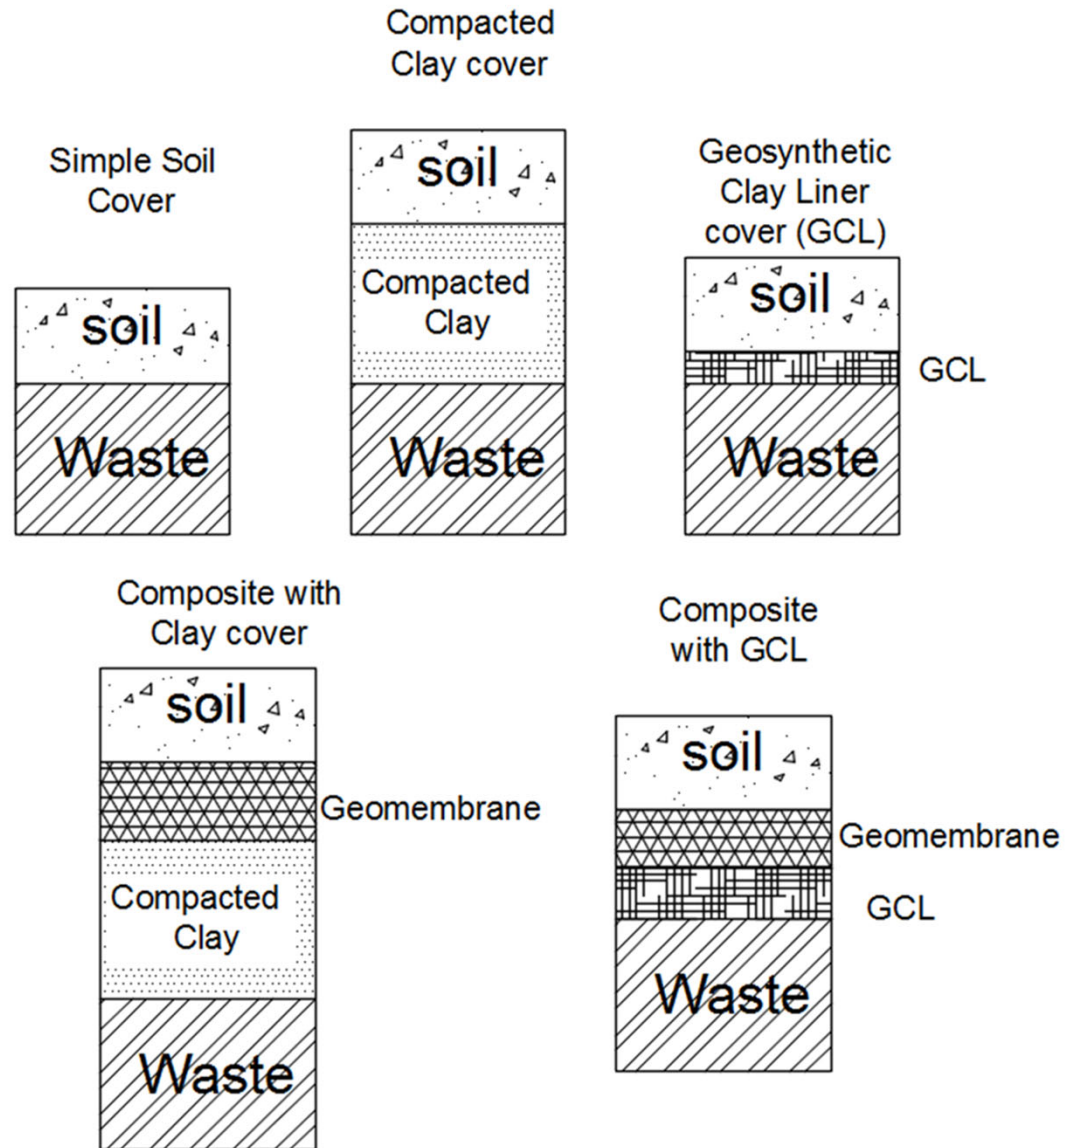 Simple Soil
Cover
soil
Waste
Compacted
Clay cover
soil
Compacted
Clay
Waste
Geosynthetic
Clay Liner
cover (GCL)
soil
GCL
Waste
Composite with
Clay cover
soil
Geomembrane
Compacted
Clay
Waste
Composite
with GCL
soil
Geomembrane
GCL
Waste